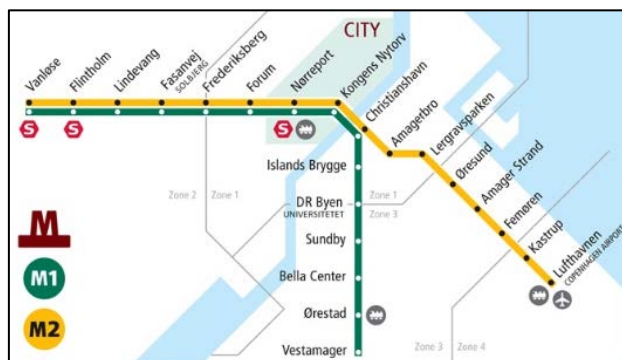 CITY
Vanløse
Flintholm
Lindevang
Fasanvej
SOLBJERG
Frederiksberg
Forum
Nørreport
Kongens Nytorv
Christianshavn
Amagerbro
Lergravsparken
Øresund
Amager Strand
Femøren
Kastrup
Lufthavnen
COPENHAGEN AIRPORT
S
S
S
Islands Brygge
Zone 2
Zone 1
Zone 1
DR Byen
UNIVERSITETET
Zone 3
Sundby
Bella Center
Ørestad
Vestamager
Zone 3
Zone 4
M
M1
M2